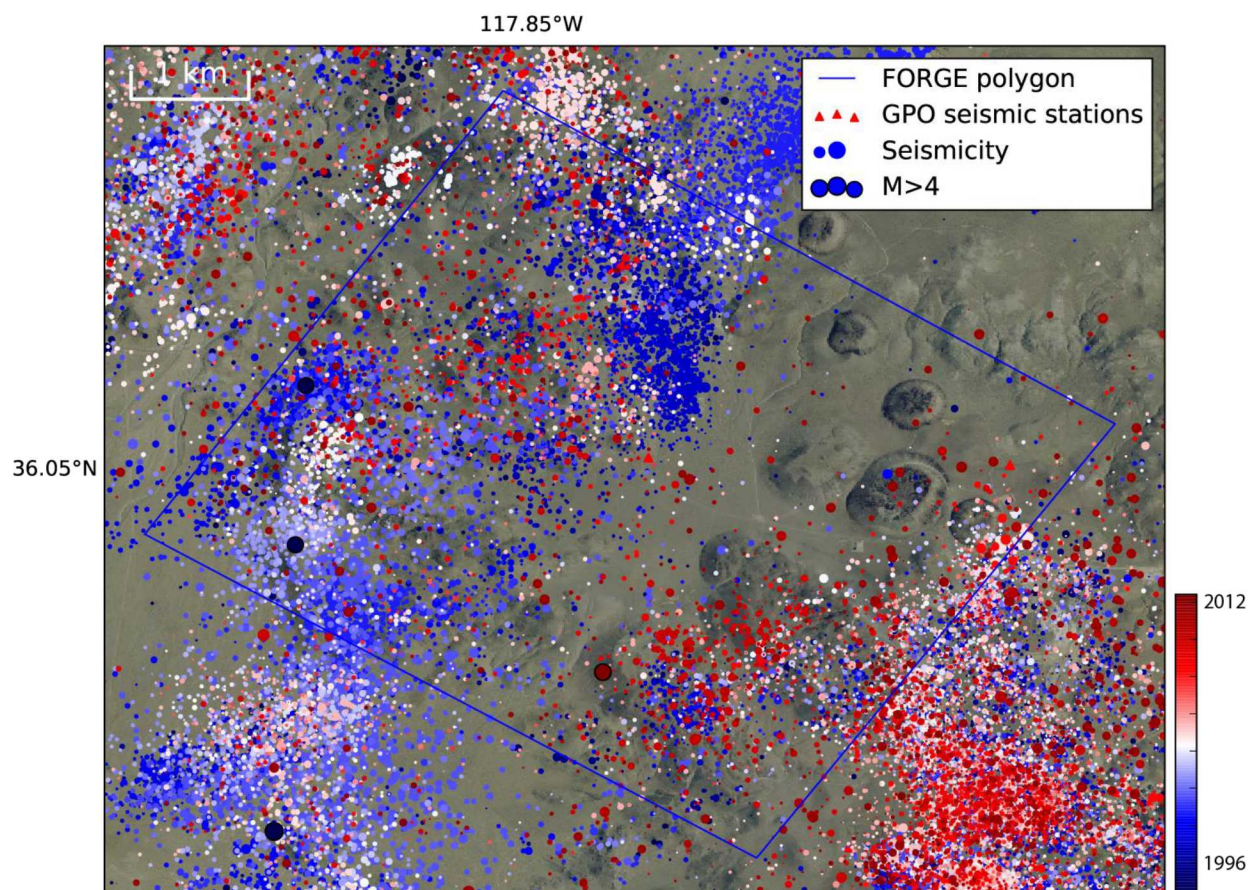 117.85°W
1 km
FORGE polygon
GPO seismic stations
Seismicity
M>4
36.05°N
2012
1996